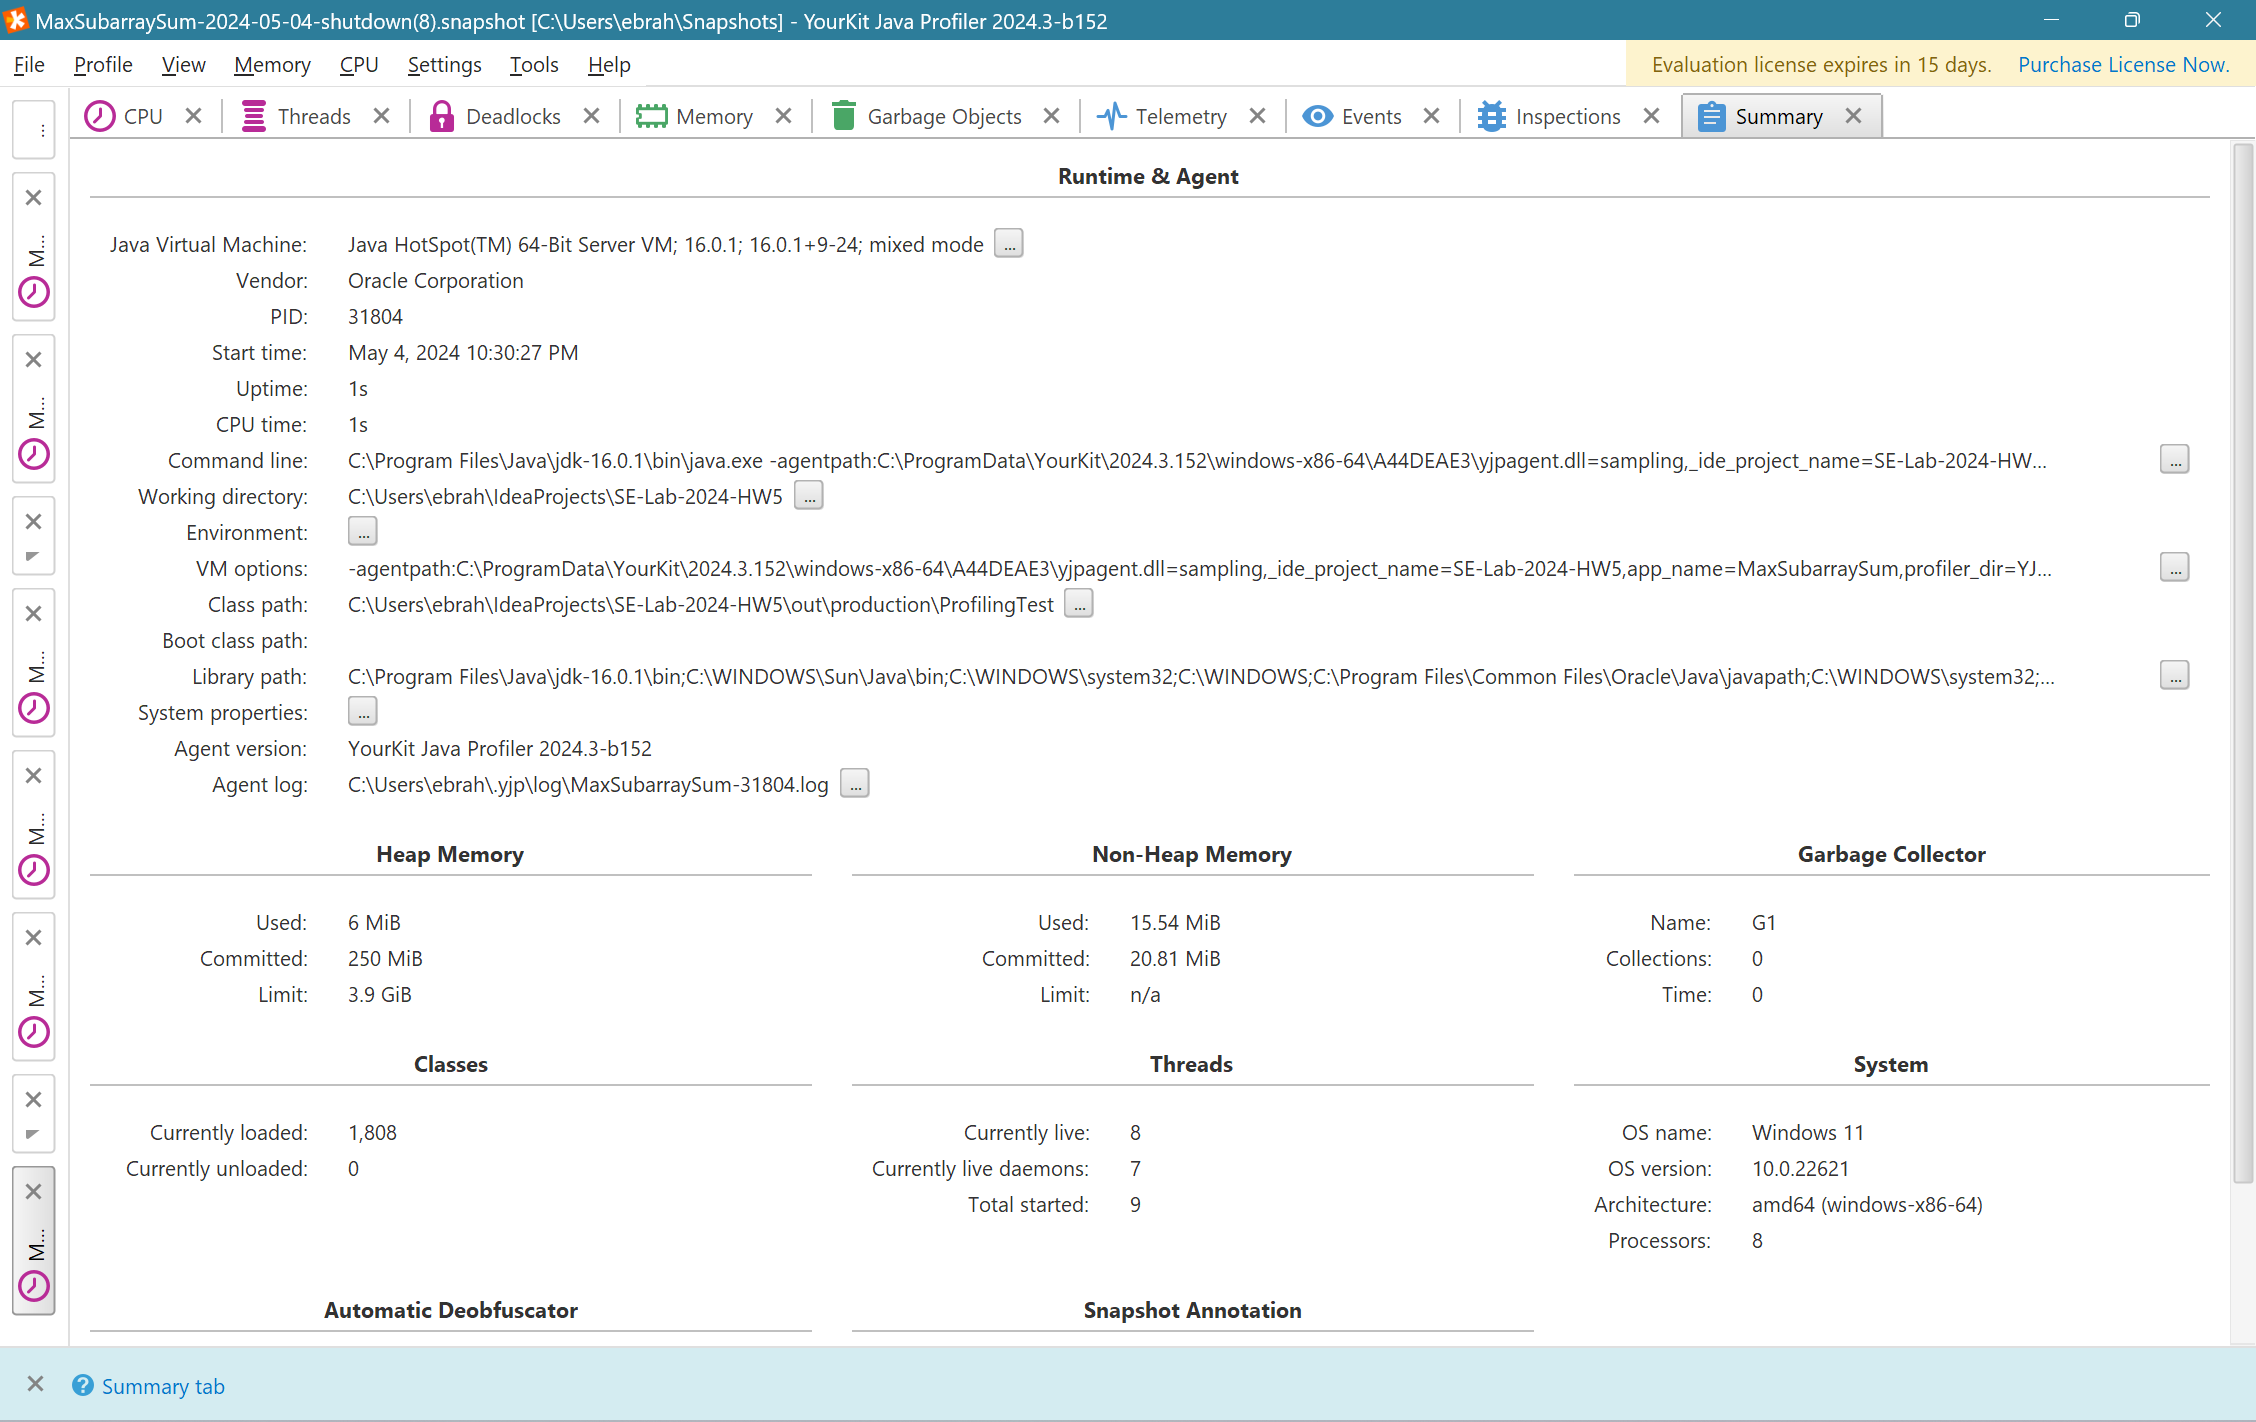 MaxSubarraySum-2024-05-04-shutdown(8).snapshot [C:\Users\ebrah\Snapshots] - YourKit Java Profiler 2024.3-b152
File Profile View Memory CPU Settings Tools Help
Evaluation license expires in 15 days. Purchase License Now.
CPU Threads Deadlocks Memory Garbage Objects Telemetry Events Inspections Summary
...
M...
M...
M...
M...
M...
M...
Runtime & Agent
Java Virtual Machine: Java HotSpot(TM) 64-Bit Server VM; 16.0.1; 16.0.1+9-24; mixed mode ...
Vendor: Oracle Corporation
PID: 31804
Start time: May 4, 2024 10:30:27 PM
Uptime: 1s
CPU time: 1s
Command line: C:\Program Files\Java\jdk-16.0.1\bin\java.exe -agentpath:C:\ProgramData\YourKit\2024.3.152\windows-x86-64\A44DEAE3\yjpagent.dll=sampling,_ide_project_name=SE-Lab-2024-HW... ...
Working directory: C:\Users\ebrah\IdeaProjects\SE-Lab-2024-HW5 ...
Environment: ...
VM options: -agentpath:C:\ProgramData\YourKit\2024.3.152\windows-x86-64\A44DEAE3\yjpagent.dll=sampling,_ide_project_name=SE-Lab-2024-HW5,app_name=MaxSubarraySum,profiler_dir=YJ... ...
Class path: C:\Users\ebrah\IdeaProjects\SE-Lab-2024-HW5\out\production\ProfilingTest ...
Boot class path:
Library path: C:\Program Files\Java\jdk-16.0.1\bin;C:\WINDOWS\Sun\Java\bin;C:\WINDOWS\system32;C:\WINDOWS;C:\Program Files\Common Files\Oracle\Java\javapath;C:\WINDOWS\system32;... ...
System properties: ...
Agent version: YourKit Java Profiler 2024.3-b152
Agent log: C:\Users\ebrah\.yjp\log\MaxSubarraySum-31804.log ...
Heap Memory
Used: 6 MiB
Committed: 250 MiB
Limit: 3.9 GiB
Non-Heap Memory
Used: 15.54 MiB
Committed: 20.81 MiB
Limit: n/a
Garbage Collector
Name: G1
Collections: 0
Time: 0
Classes
Currently loaded: 1,808
Currently unloaded: 0
Threads
Currently live: 8
Currently live daemons: 7
Total started: 9
System
OS name: Windows 11
OS version: 10.0.22621
Architecture: amd64 (windows-x86-64)
Processors: 8
Automatic Deobfuscator
Snapshot Annotation
? Summary tab